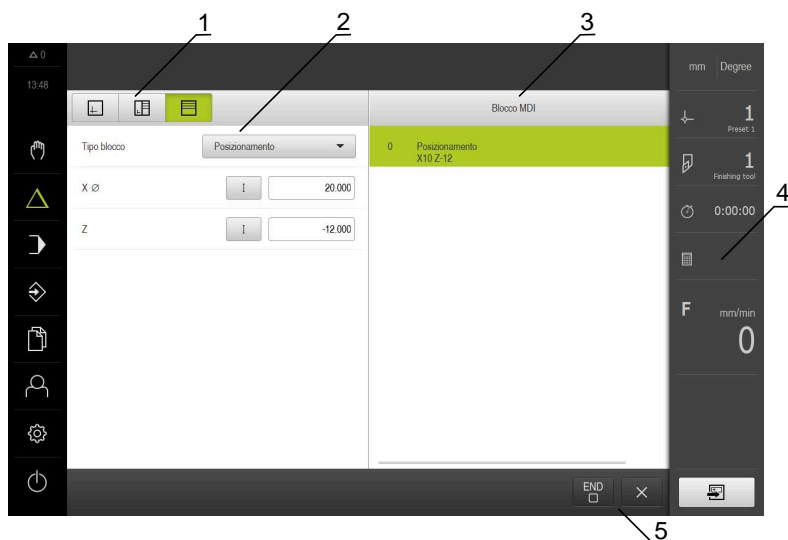 1
2
3
4
5
0
13:48
mm Degree
1
Preset 1
1
Finishing tool
0:00:00
F mm/min
0
Blocco MDI
Tipo blocco Posizionamento
X Ø I 20.000
Z I -12.000
0 Posizionamento
X10 Z-12
END